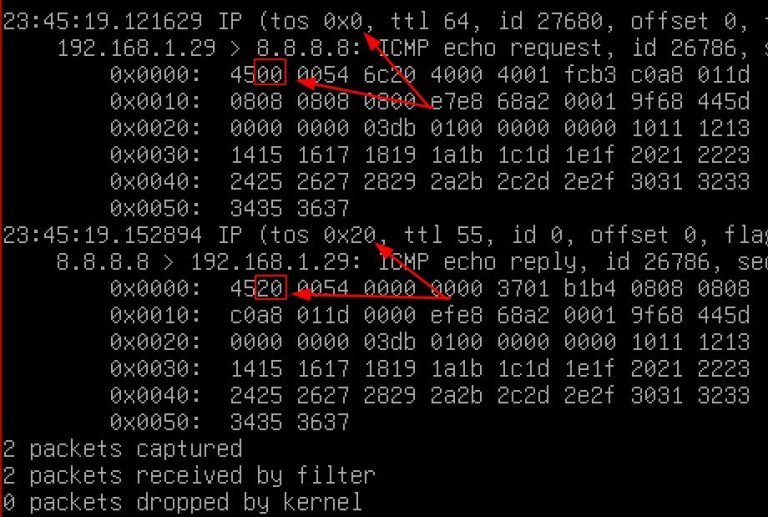 23:45:19.121629 IP (tos 0x0, ttl 64, id 27680, offset 0,
192.168.1.29 > 8.8.8.8: ICMP echo request, id 26786,
0x0000: 4500 0054 6c20 4000 4001 fcb3 c0a8 011d
0x0010: 0808 0808 0800 e7e8 68a2 0001 9f68 445d
0x0020: 0000 0000 03db 0100 0000 0000 1011 1213
0x0030: 1415 1617 1819 1a1b 1c1d 1e1f 2021 2223
0x0040: 2425 2627 2829 2a2b 2c2d 2e2f 3031 3233
0x0050: 3435 3637
23:45:19.152894 IP (tos 0x20, ttl 55, id 0, offset 0, flag
8.8.8.8 > 192.168.1.29: ICMP echo reply, id 26786, sec
0x0000: 4520 0054 0000 0000 3701 b1b4 0808 0808
0x0010: c0a8 011d 0000 efe8 68a2 0001 9f68 445d
0x0020: 0000 0000 03db 0100 0000 0000 1011 1213
0x0030: 1415 1617 1819 1a1b 1c1d 1e1f 2021 2223
0x0040: 2425 2627 2829 2a2b 2c2d 2e2f 3031 3233
0x0050: 3435 3637
2 packets captured
2 packets received by filter
0 packets dropped by kernel